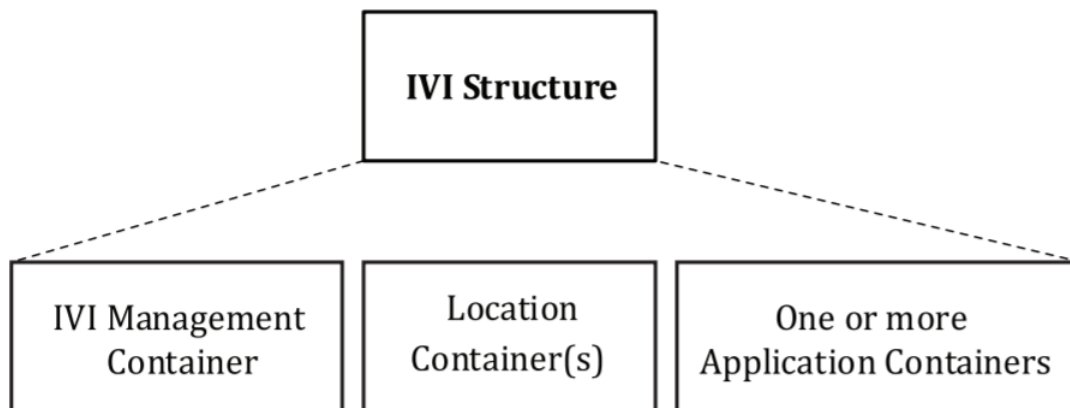 IVI Structure
IVI Management
Container
Location
Container(s)
One or more
Application Containers